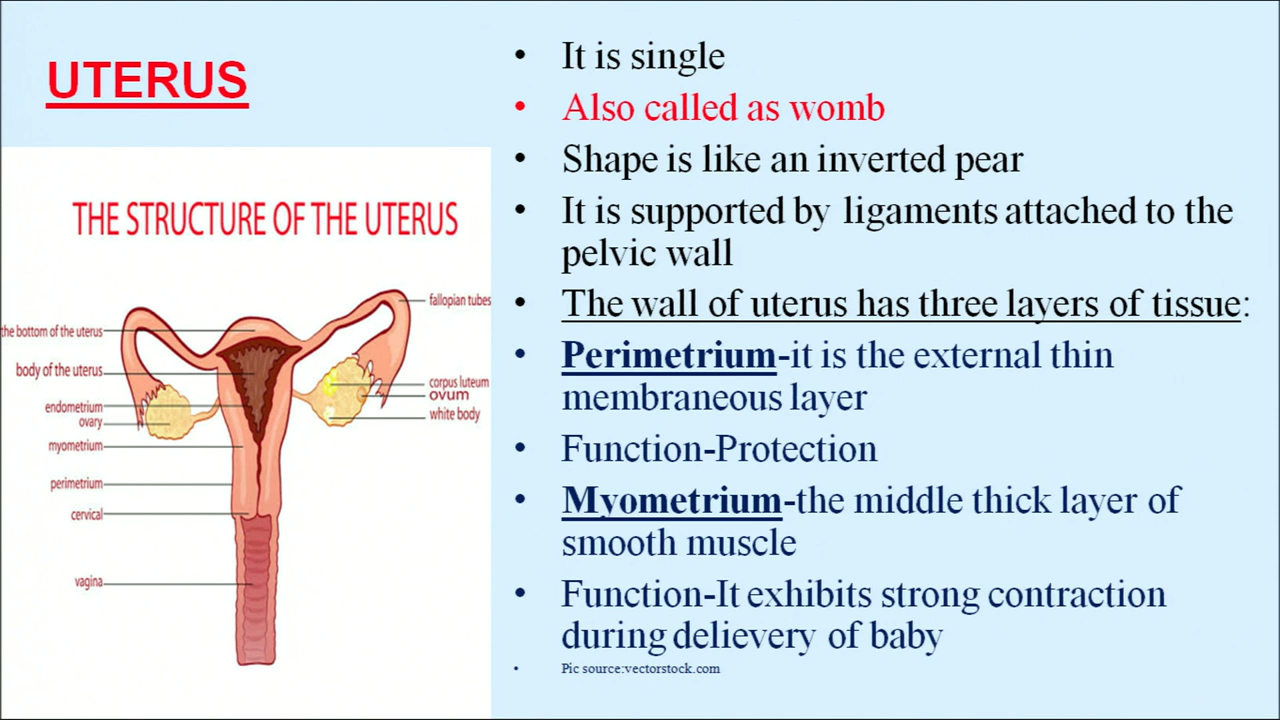 UTERUS
THE STRUCTURE OF THE UTERUS
the bottom of the uterus
body of the uterus
endometrium
ovary
myometrium
perimetrium
cervical
vagina
fallopian tubes
corpus luteum
ovum
white body
• It is single
• Also called as womb
• Shape is like an inverted pear
• It is supported by ligaments attached to the
pelvic wall
• The wall of uterus has three layers of tissue:
• Perimetrium-it is the external thin
membraneous layer
• Function-Protection
• Myometrium-the middle thick layer of
smooth muscle
• Function-It exhibits strong contraction
during delievery of baby
• Pic source:vectorstock.com